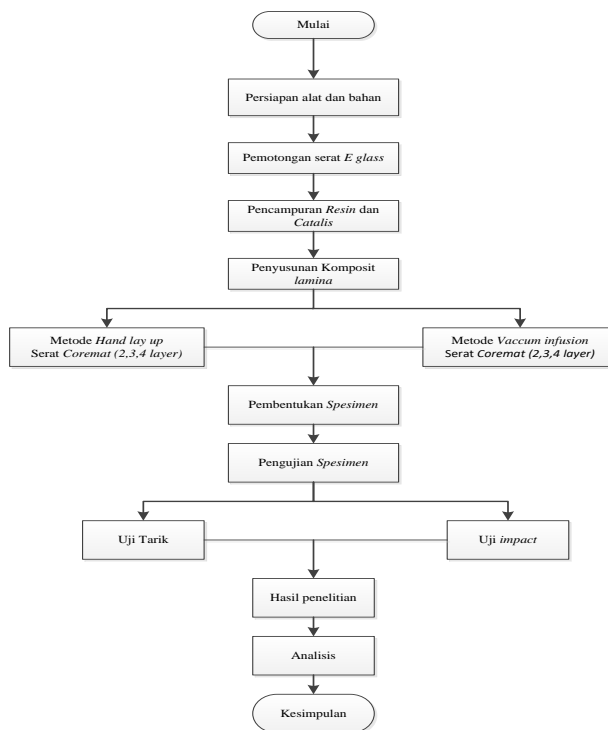 Mulai
Persiapan alat dan bahan
Pemotongan serat E glass
Pencampuran Resin dan
Catalis
Penyusunan Komposit
lamina
Metode Hand lay up
Serat Coremat (2,3,4 layer)
Metode Vaccum infusion
Serat Coremat (2,3,4 layer)
Pembentukan Spesimen
Pengujian Spesimen
Uji Tarik
Uji impact
Hasil penelitian
Analisis
Kesimpulan